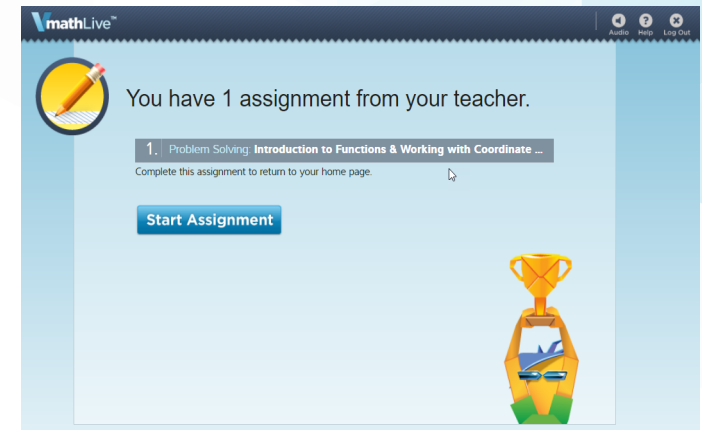 VmathLive™
Audio Help Log Out
You have 1 assignment from your teacher.
1. Problem Solving: Introduction to Functions & Working with Coordinate ...
Complete this assignment to return to your home page.
Start Assignment